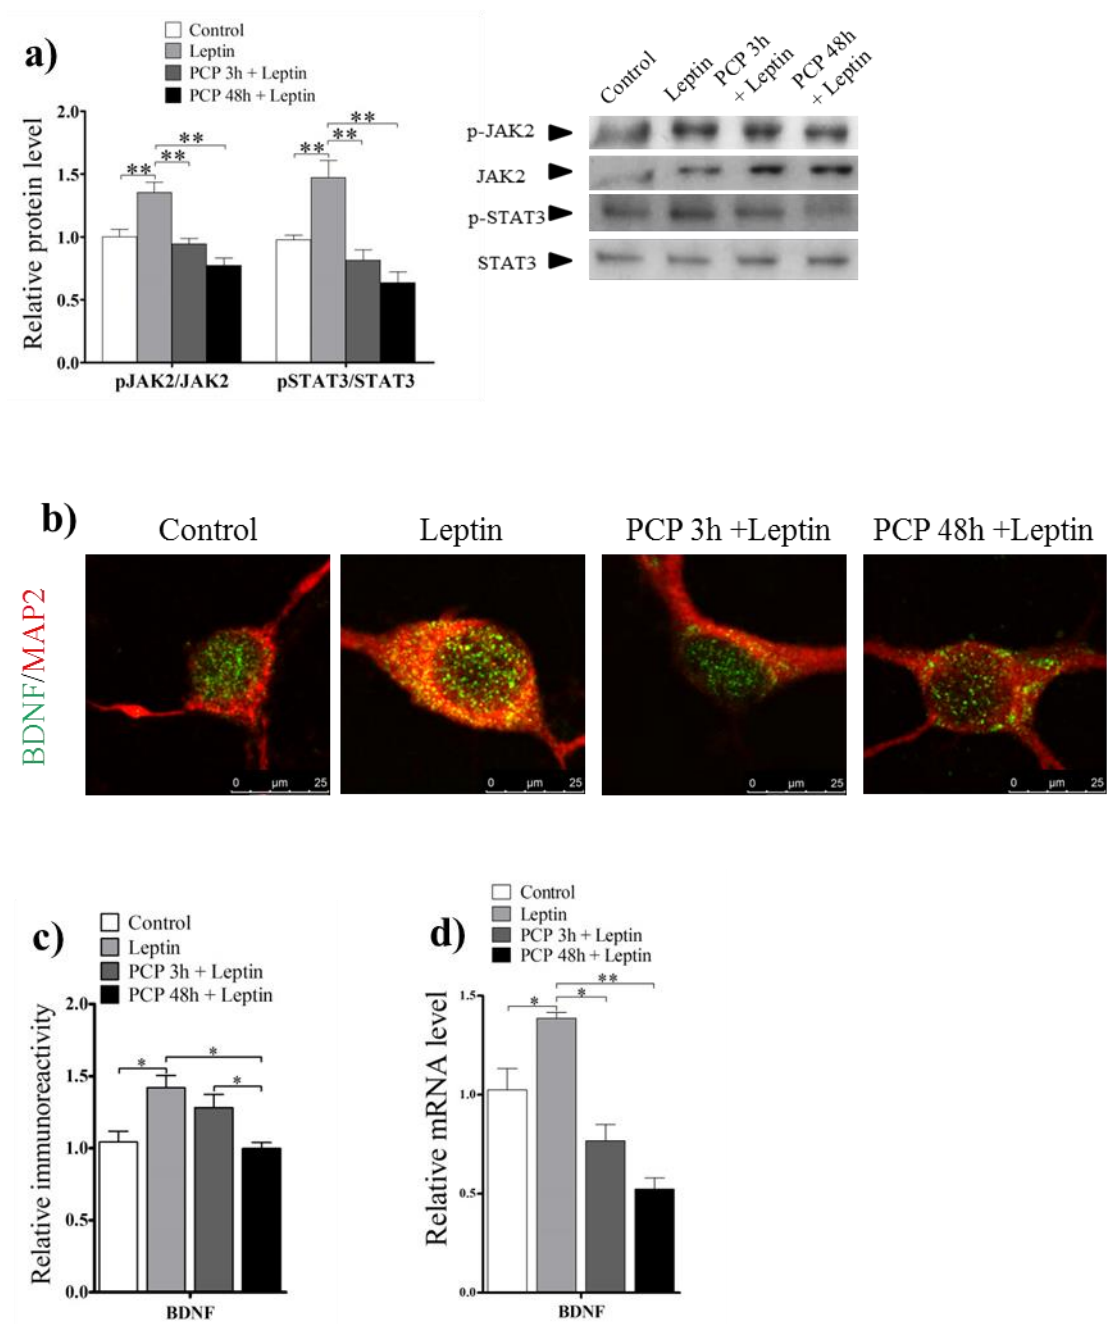 a)
Control
Leptin
PCP 3h + Leptin
PCP 48h + Leptin
Relative protein level
2.0
1.5
1.0
0.5
0.0
** ** **
** ** **
pJAK2/JAK2
pSTAT3/STAT3
Control
Leptin
PCP 3h
+ Leptin
PCP 48h
+ Leptin
p-JAK2
JAK2
p-STAT3
STAT3
b)
Control
Leptin
PCP 3h +Leptin
PCP 48h +Leptin
BDNF/MAP2
0 µm 25
0 µm 25
0 µm 25
0 µm 25
c)
Control
Leptin
PCP 3h + Leptin
PCP 48h + Leptin
Relative immunoreactivity
2.0
1.5
1.0
0.5
0.0
* * *
BDNF
d)
Control
Leptin
PCP 3h + Leptin
PCP 48h + Leptin
Relative mRNA level
1.5
1.0
0.5
0.0
* * **
BDNF